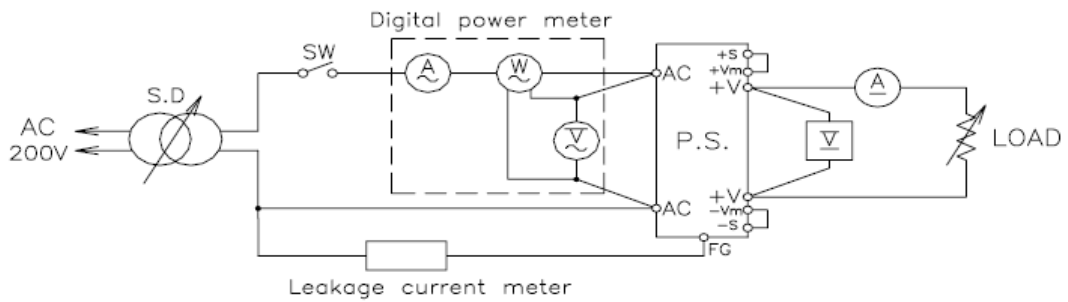 Digital power meter
SW
A
W
+S
+Vm
AC
+V
A
S.D
AC
200V
V
P.S.
V
LOAD
AC
+V
-Vm
-S
FG
Leakage current meter